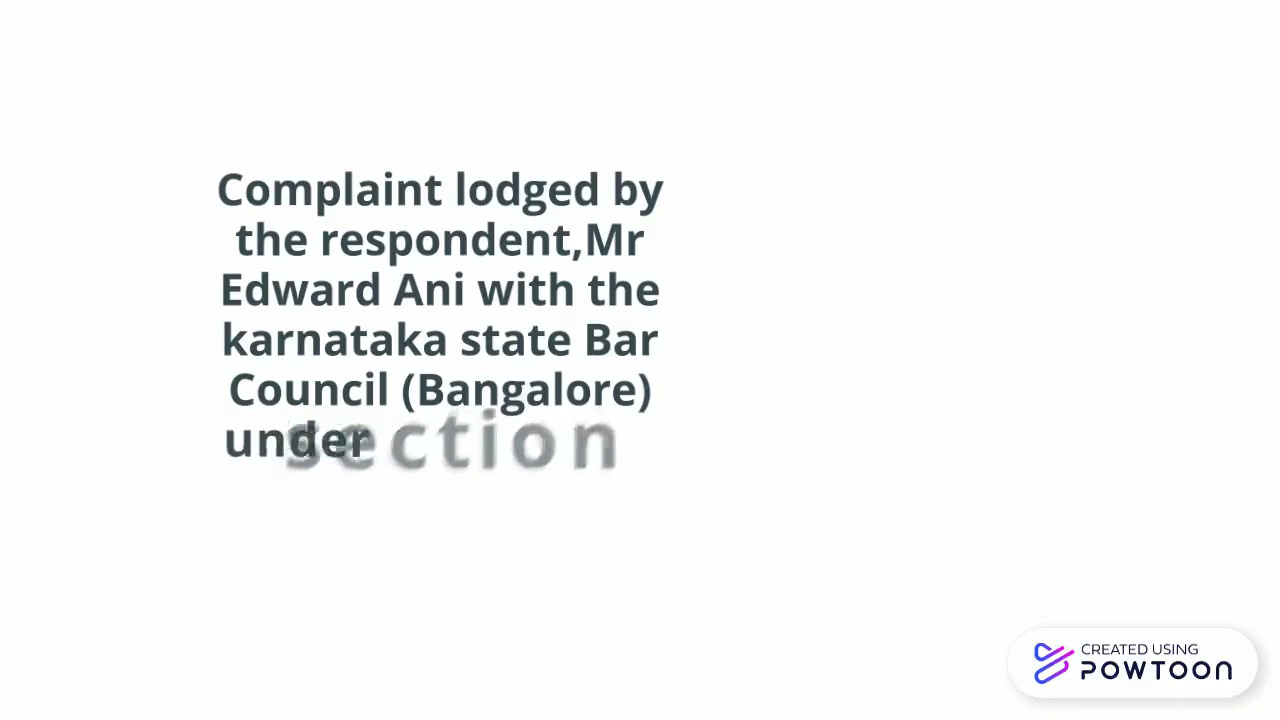 Complaint lodged by
the respondent,Mr
Edward Ani with the
karnataka state Bar
Council (Bangalore)
under section
CREATED USING
POWTOON